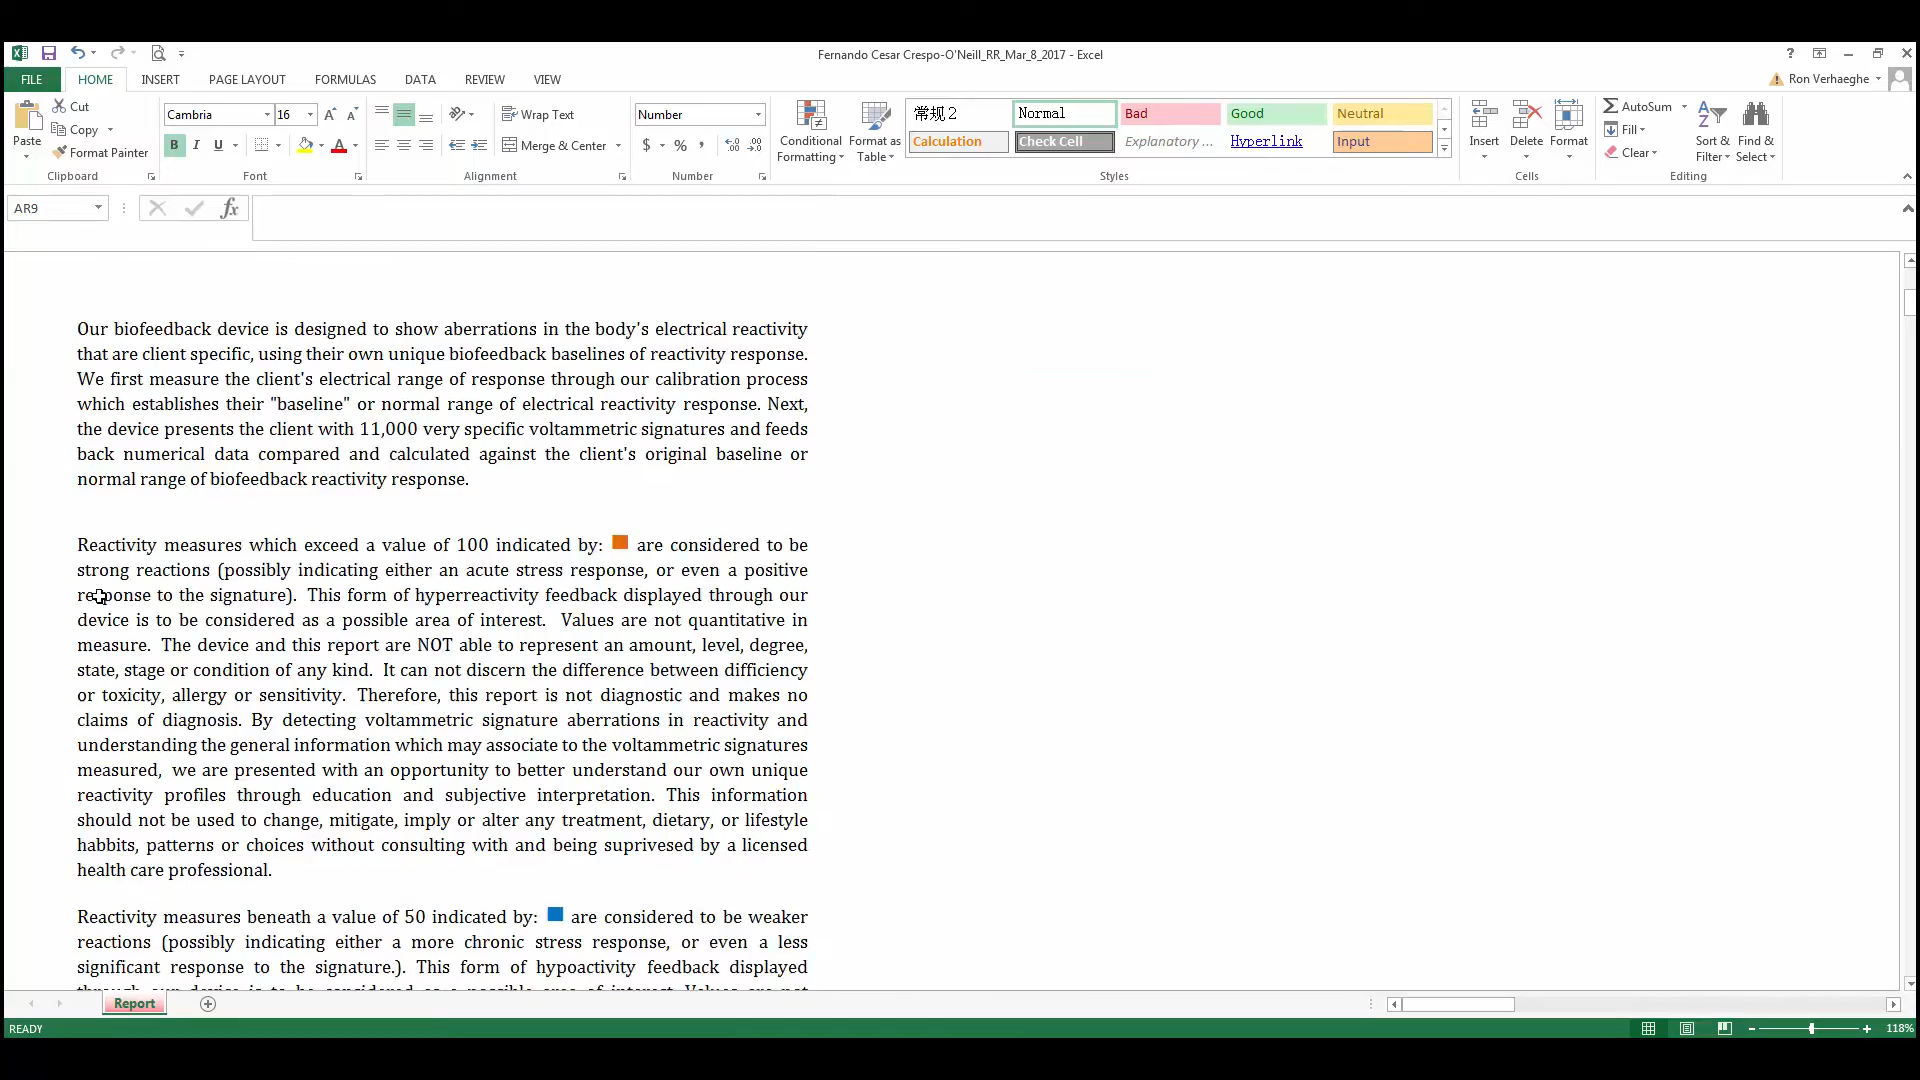 Fernando Cesar Crespo-O'Neill_RR_Mar_8_2017 - Excel
FILE HOME INSERT PAGE LAYOUT FORMULAS DATA REVIEW VIEW
Ron Verhaeghe
Paste
Cut
Copy
Format Painter
Clipboard
Cambria 16
B I U
Font
Wrap Text
Merge & Center
Alignment
Number
$ % ,
Number
Conditional Formatting
Format as Table
常规 2 Normal Bad Good Neutral
Calculation Check Cell Explanatory ... Hyperlink Input
Styles
Insert Delete Format
Cells
AutoSum
Fill
Clear
Sort & Filter
Find & Select
Editing
AR9
fx
Our biofeedback device is designed to show aberrations in the body's electrical reactivity
that are client specific, using their own unique biofeedback baselines of reactivity response.
We first measure the client's electrical range of response through our calibration process
which establishes their "baseline" or normal range of electrical reactivity response. Next,
the device presents the client with 11,000 very specific voltammetric signatures and feeds
back numerical data compared and calculated against the client's original baseline or
normal range of biofeedback reactivity response.
Reactivity measures which exceed a value of 100 indicated by: are considered to be
strong reactions (possibly indicating either an acute stress response, or even a positive
response to the signature). This form of hyperreactivity feedback displayed through our
device is to be considered as a possible area of interest. Values are not quantitative in
measure. The device and this report are NOT able to represent an amount, level, degree,
state, stage or condition of any kind. It can not discern the difference between difficiency
or toxicity, allergy or sensitivity. Therefore, this report is not diagnostic and makes no
claims of diagnosis. By detecting voltammetric signature aberrations in reactivity and
understanding the general information which may associate to the voltammetric signatures
measured, we are presented with an opportunity to better understand our own unique
reactivity profiles through education and subjective interpretation. This information
should not be used to change, mitigate, imply or alter any treatment, dietary, or lifestyle
habbits, patterns or choices without consulting with and being suprivesed by a licensed
health care professional.
Reactivity measures beneath a value of 50 indicated by: are considered to be weaker
reactions (possibly indicating either a more chronic stress response, or even a less
significant response to the signature.). This form of hypoactivity feedback displayed
through our device is to be considered as a possible area of interest. Values are not
Report
READY
118%